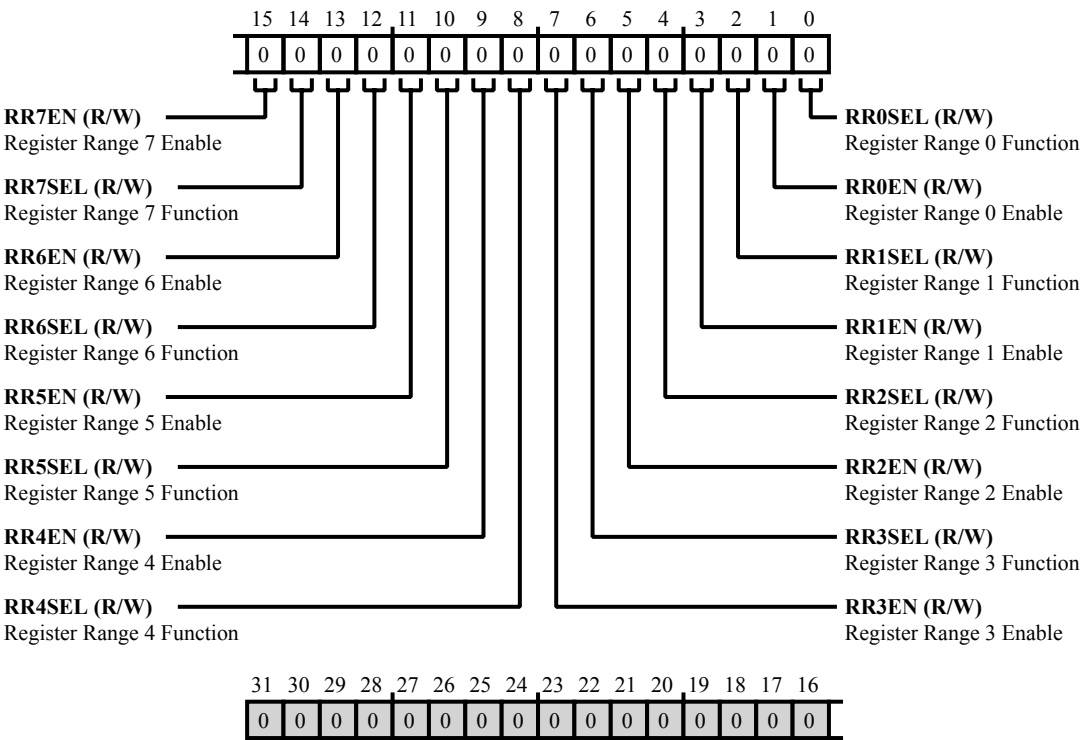 15 14 13 12 11 10 9 8 7 6 5 4 3 2 1 0
0 0 0 0 0 0 0 0 0 0 0 0 0 0 0 0
RR7EN (R/W)
Register Range 7 Enable
RR7SEL (R/W)
Register Range 7 Function
RR6EN (R/W)
Register Range 6 Enable
RR6SEL (R/W)
Register Range 6 Function
RR5EN (R/W)
Register Range 5 Enable
RR5SEL (R/W)
Register Range 5 Function
RR4EN (R/W)
Register Range 4 Enable
RR4SEL (R/W)
Register Range 4 Function
RR0SEL (R/W)
Register Range 0 Function
RR0EN (R/W)
Register Range 0 Enable
RR1SEL (R/W)
Register Range 1 Function
RR1EN (R/W)
Register Range 1 Enable
RR2SEL (R/W)
Register Range 2 Function
RR2EN (R/W)
Register Range 2 Enable
RR3SEL (R/W)
Register Range 3 Function
RR3EN (R/W)
Register Range 3 Enable
31 30 29 28 27 26 25 24 23 22 21 20 19 18 17 16
0 0 0 0 0 0 0 0 0 0 0 0 0 0 0 0